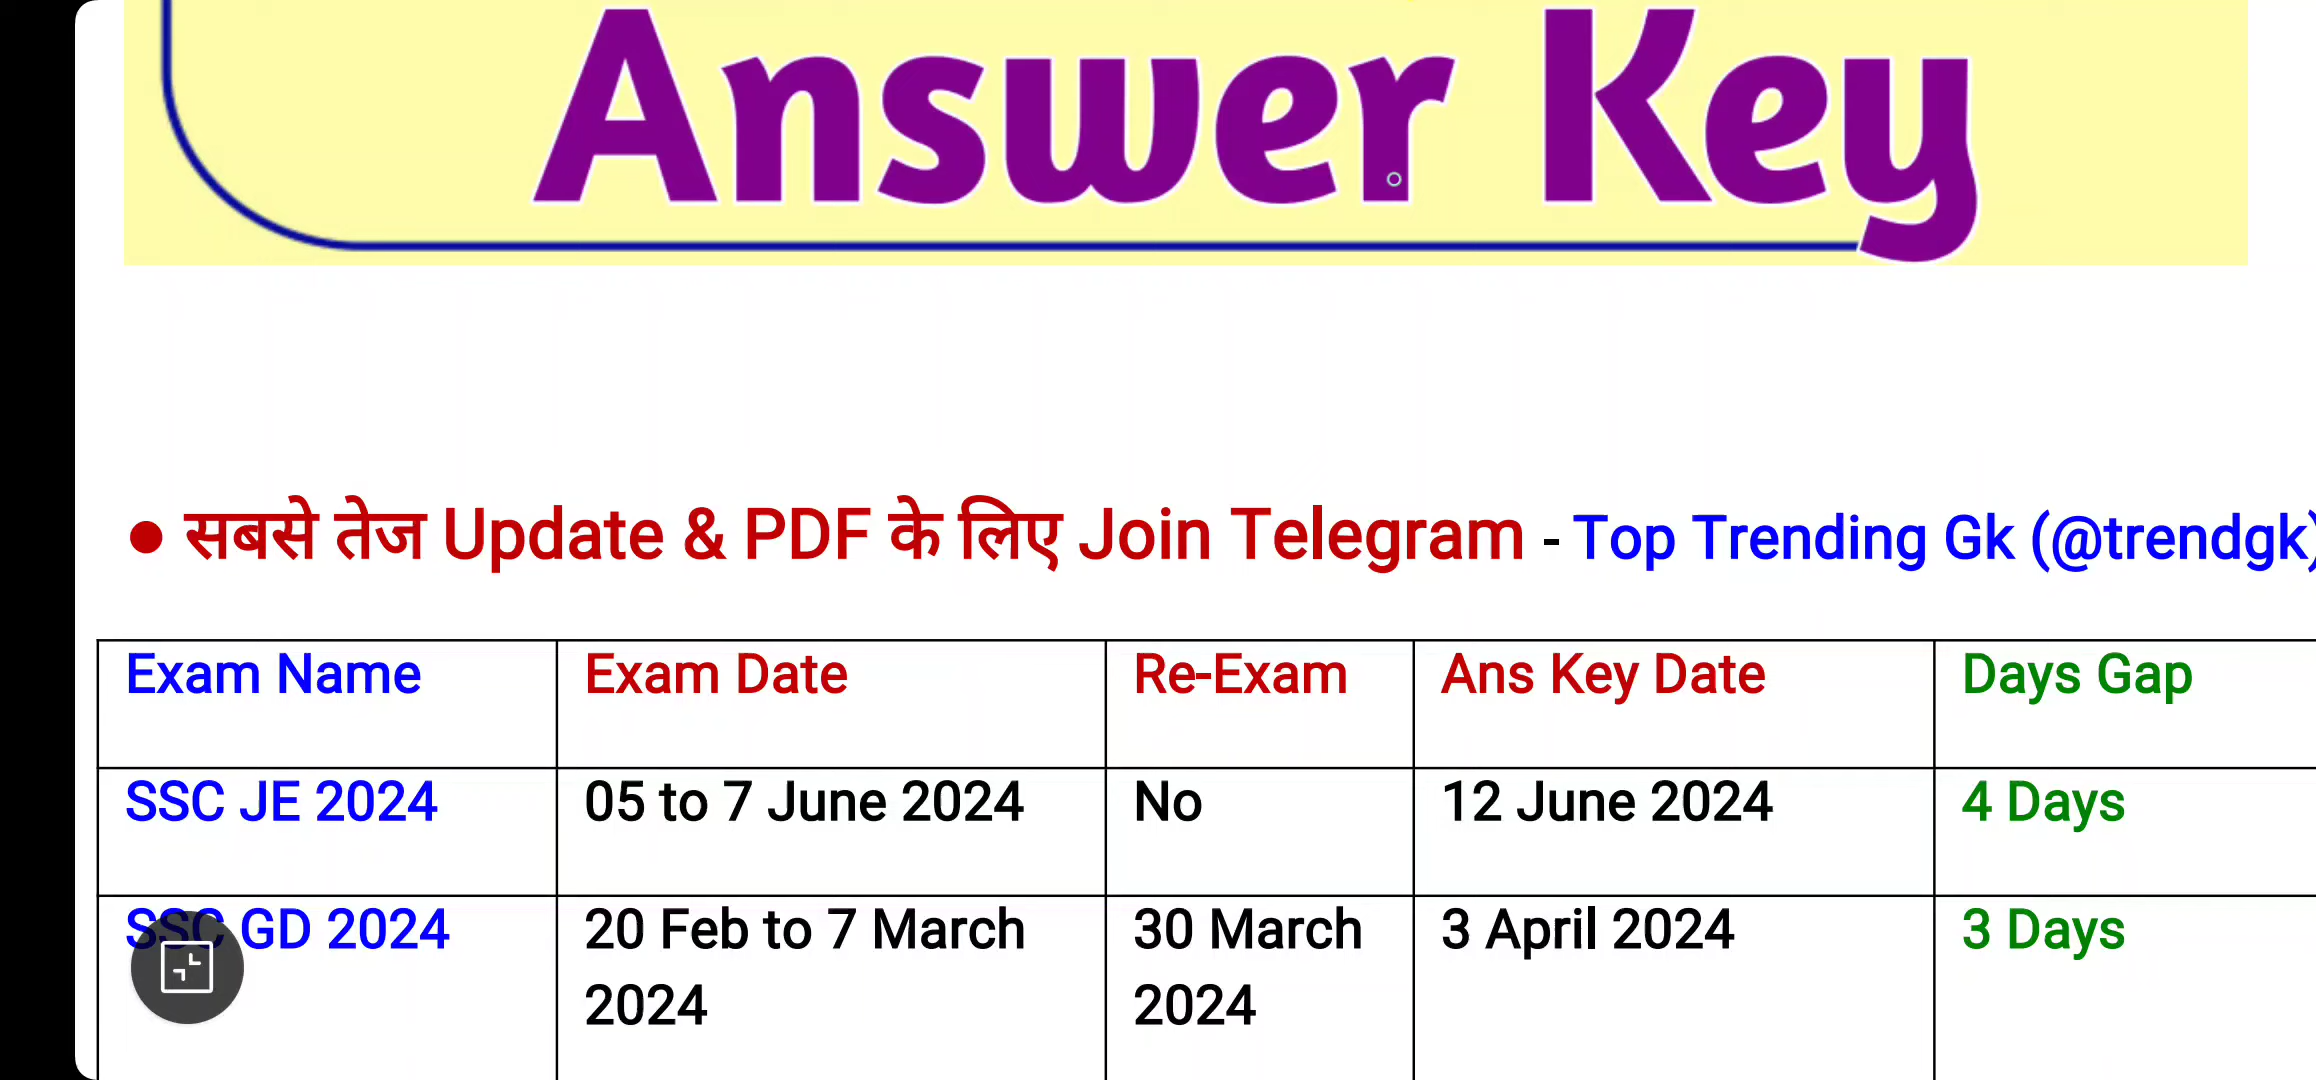 Answer Key
● सबसे तेज Update & PDF के लिए Join Telegram - Top Trending Gk (@trendgk)
Exam Name Exam Date Re-Exam Ans Key Date Days Gap
SSC JE 2024 05 to 7 June 2024 No 12 June 2024 4 Days
SSC GD 2024 20 Feb to 7 March 30 March 3 April 2024 3 Days
2024 2024